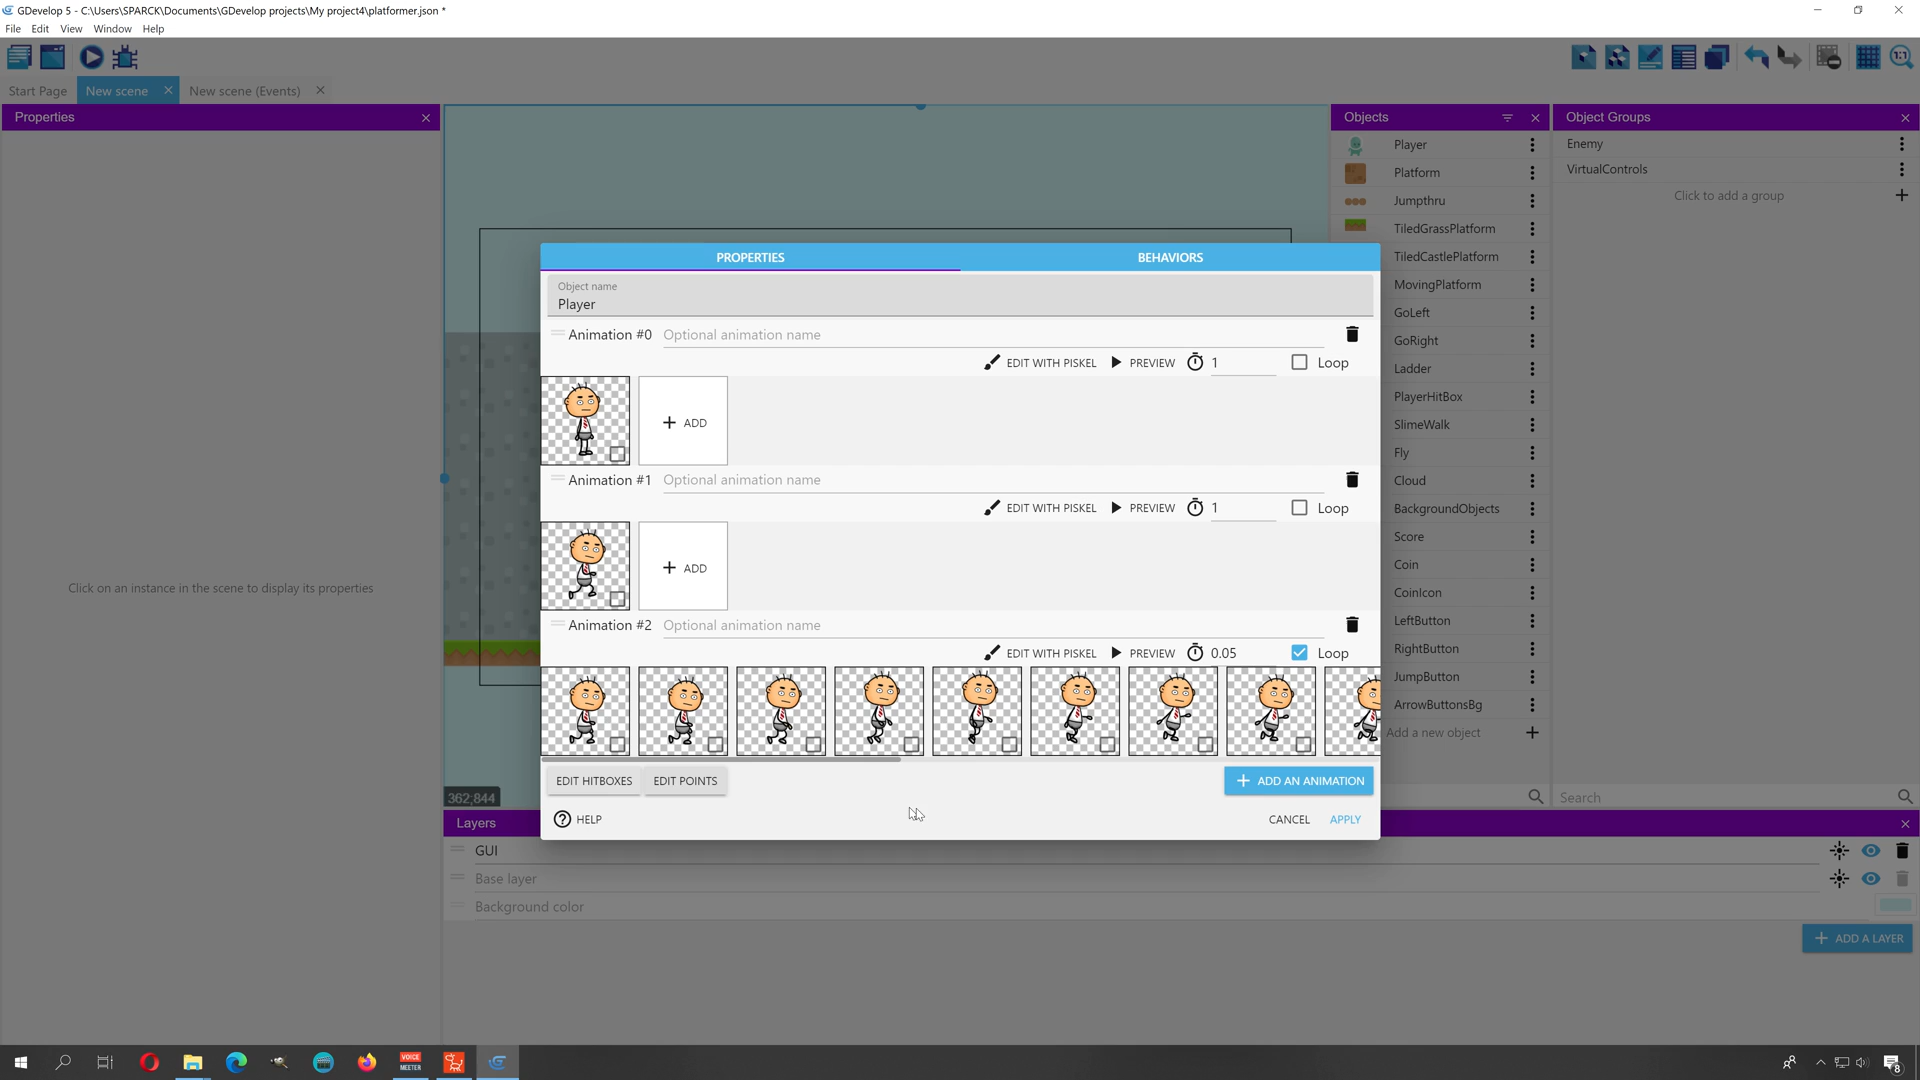 GDevelop 5 - C:\Users\SPARCK\Documents\GDevelop projects\My project4\platformer.json *
File Edit View Window Help
1:1
Start Page
New scene
New scene (Events)
Properties
Click on an instance in the scene to display its properties
362;844
PROPERTIES
BEHAVIORS
Object name
Player
Animation #0 Optional animation name
EDIT WITH PISKEL PREVIEW 1 Loop
ADD
Animation #1 Optional animation name
EDIT WITH PISKEL PREVIEW 1 Loop
ADD
Animation #2 Optional animation name
EDIT WITH PISKEL PREVIEW 0.05 Loop
EDIT HITBOXES EDIT POINTS
ADD AN ANIMATION
HELP
CANCEL APPLY
Objects
Player
Platform
Jumpthru
TiledGrassPlatform
TiledCastlePlatform
MovingPlatform
GoLeft
GoRight
Ladder
PlayerHitBox
SlimeWalk
Fly
Cloud
BackgroundObjects
Score
Coin
CoinIcon
LeftButton
RightButton
JumpButton
ArrowButtonsBg
Add a new object
Object Groups
Enemy
VirtualControls
Click to add a group
Search
Layers
GUI
Base layer
Background color
ADD A LAYER
VOICE
MEETER
8